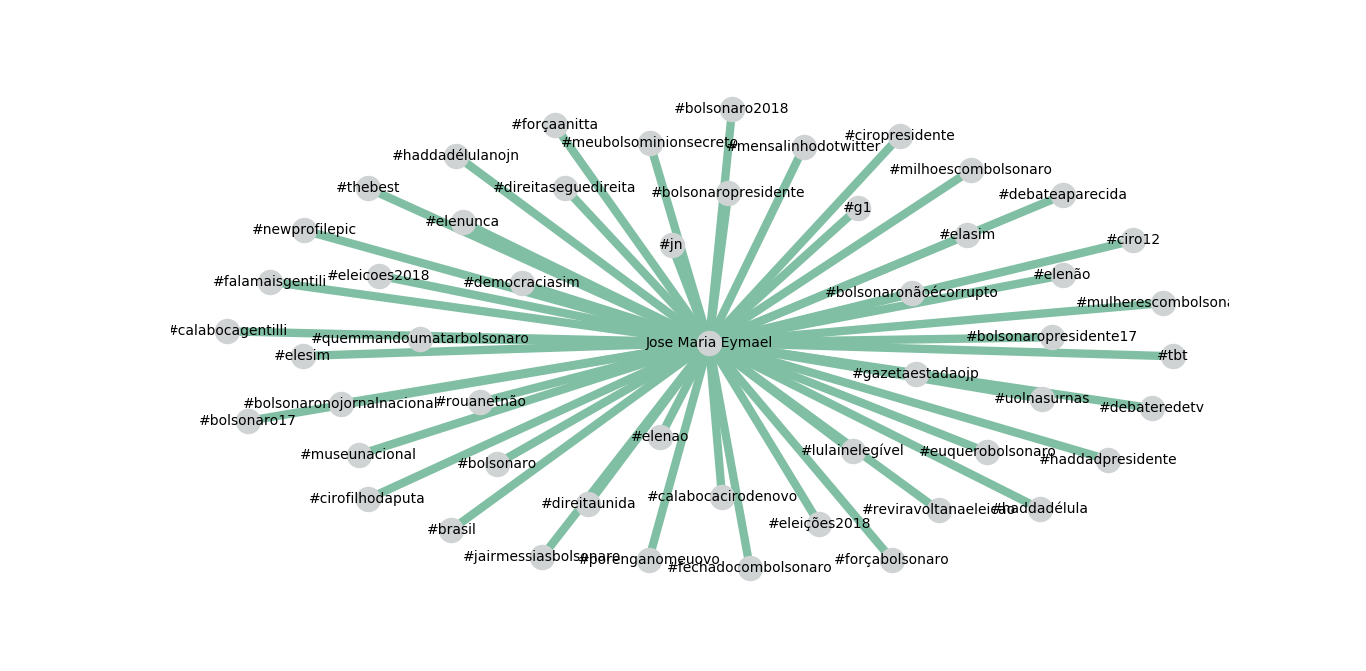 #bolsonaro2018
#forçaanitta
#ciropresidente
#meubolsominionsecreto
#mensalinhodotwitter
#haddadélulanojn
#milhoescombolsonaro
#thebest
#direitaseguedireita
#bolsonaropresidente
#debateaparecida
#g1
#elenunca
#newprofilepic
#elasim
#ciro12
#jn
#eleicoes2018
#elenão
#falamaisgentili
#democraciasim
#bolsonaronãoécorrupto
#mulherescombolsona
#calabocagentilli
#quemmandoumatarbolsonaro
#bolsonaropresidente17
Jose Maria Eymael
#elesim
#tbt
#gazetaestadaojp
#uolnasurnas
#bolsonaronojornalnacional
#rouanetnão
#debateredetv
#bolsonaro17
#elenao
#museunacional
#lulainelegível
#euquerobolsonaro
#haddadpresidente
#bolsonaro
#cirofilhodaputa
#calabocacirodenovo
#direitaunida
#reviravoltanaeleicao
#haddadélula
#brasil
#eleições2018
#jairmessiasbolsonaro
#porenganomeuovo
#fechadocombolsonaro
#forçabolsonaro